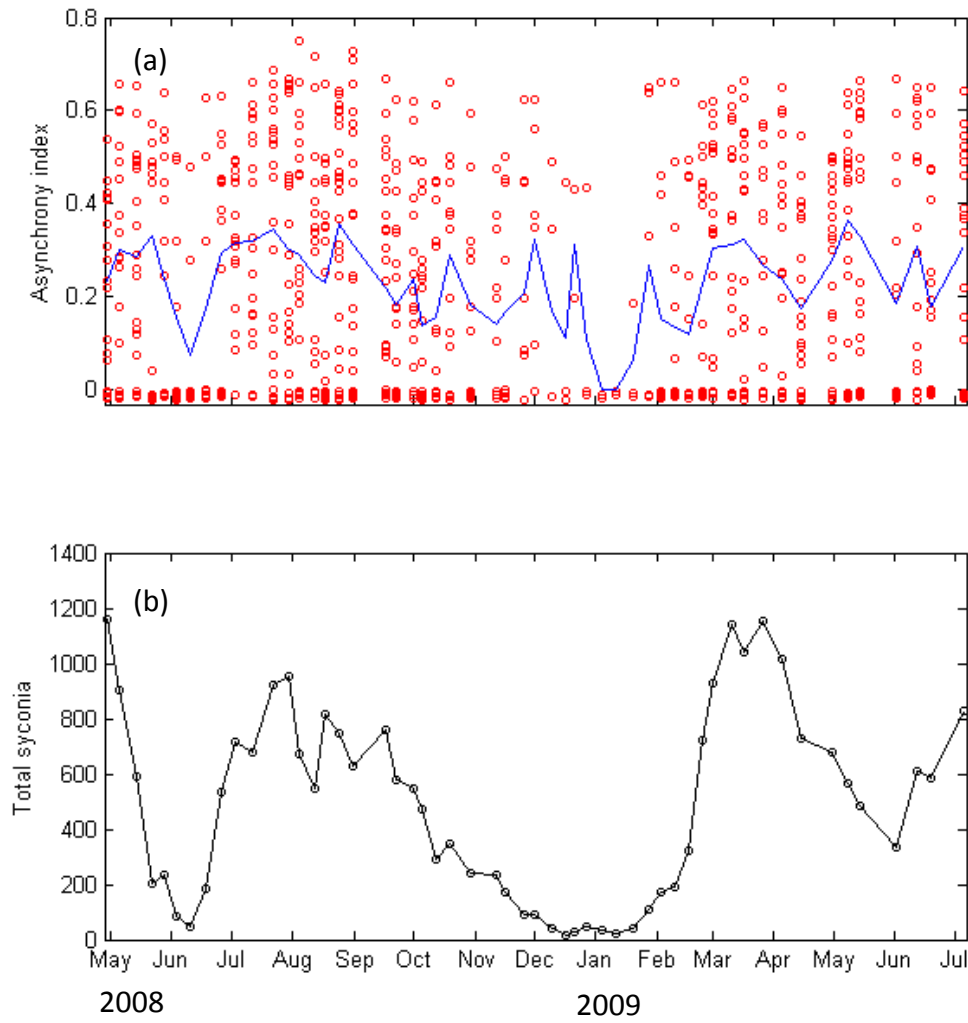 0.8
(a)
0.6
0.4
0.2
0
Asynchrony index
1400
(b)
1200
1000
800
600
400
200
0
Total syconia
May Jun Jul Aug Sep Oct Nov Dec Jan Feb Mar Apr May Jun Jul
2008 2009